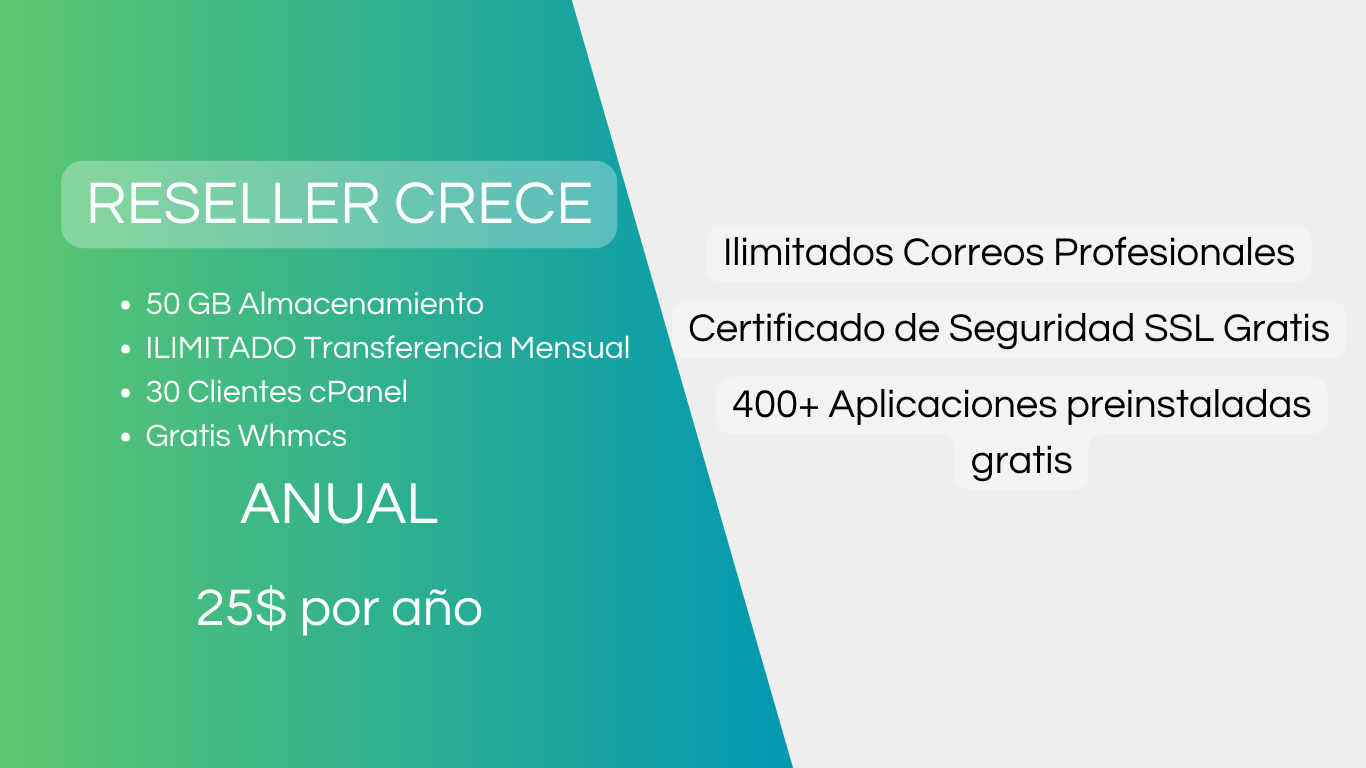 RESELLER CRECE
50 GB Almacenamiento
ILIMITADO Transferencia Mensual
30 Clientes cPanel
Gratis Whmcs
ANUAL
25$ por año
Ilimitados Correos Profesionales
Certificado de Seguridad SSL Gratis
400+ Aplicaciones preinstaladas
gratis